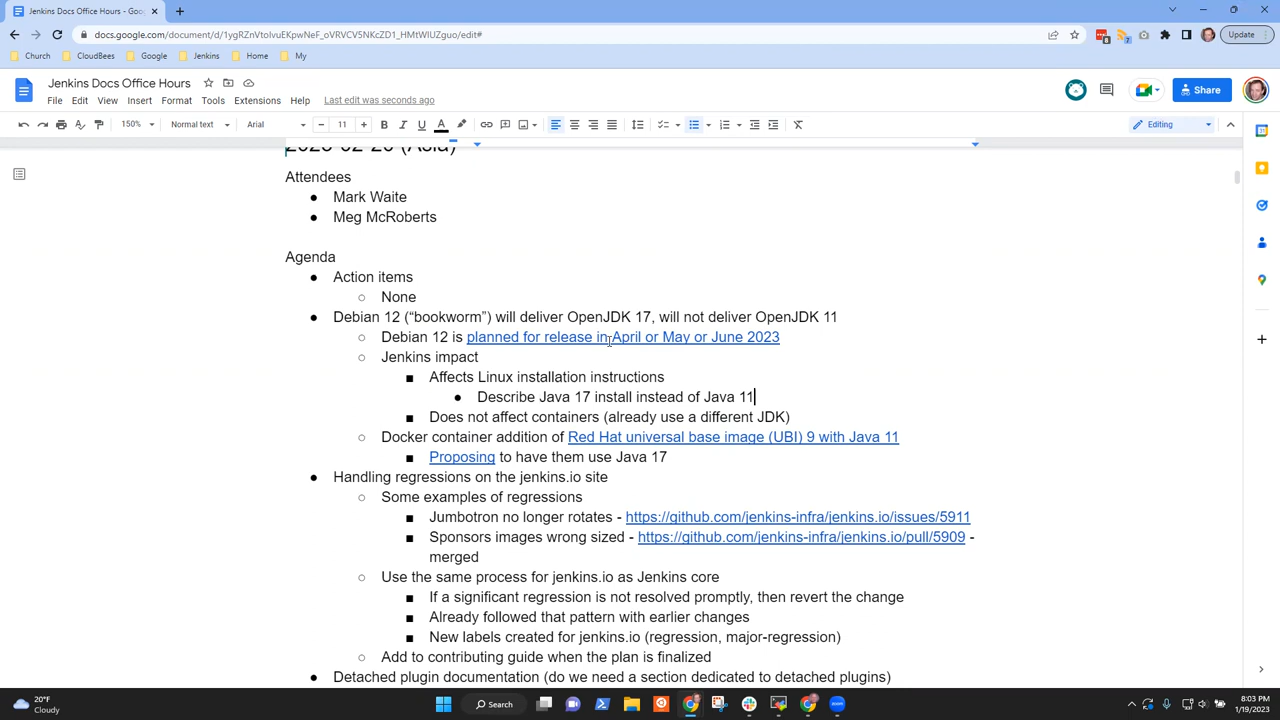 Jenkins Docs Office Hours - Goo
docs.google.com/document/d/1ygRZnVtoIvuEKpwNeF_oVRVCV5NKcZD1_HMtWIUZguo/edit#
Update
Church
CloudBees
Google
Jenkins
Home
My
Jenkins Docs Office Hours
File Edit View Insert Format Tools Extensions Help Last edit was seconds ago
Share
150% Normal text Arial 11 Editing
Attendees
● Mark Waite
● Meg McRoberts
Agenda
● Action items
○ None
● Debian 12 (“bookworm”) will deliver OpenJDK 17, will not deliver OpenJDK 11
○ Debian 12 is planned for release in April or May or June 2023
○ Jenkins impact
■ Affects Linux installation instructions
● Describe Java 17 install instead of Java 11
■ Does not affect containers (already use a different JDK)
○ Docker container addition of Red Hat universal base image (UBI) 9 with Java 11
■ Proposing to have them use Java 17
● Handling regressions on the jenkins.io site
○ Some examples of regressions
■ Jumbotron no longer rotates - https://github.com/jenkins-infra/jenkins.io/issues/5911
■ Sponsors images wrong sized - https://github.com/jenkins-infra/jenkins.io/pull/5909 -
merged
○ Use the same process for jenkins.io as Jenkins core
■ If a significant regression is not resolved promptly, then revert the change
■ Already followed that pattern with earlier changes
■ New labels created for jenkins.io (regression, major-regression)
○ Add to contributing guide when the plan is finalized
● Detached plugin documentation (do we need a section dedicated to detached plugins)
20°F
Cloudy
Search
8:03 PM
1/19/2023